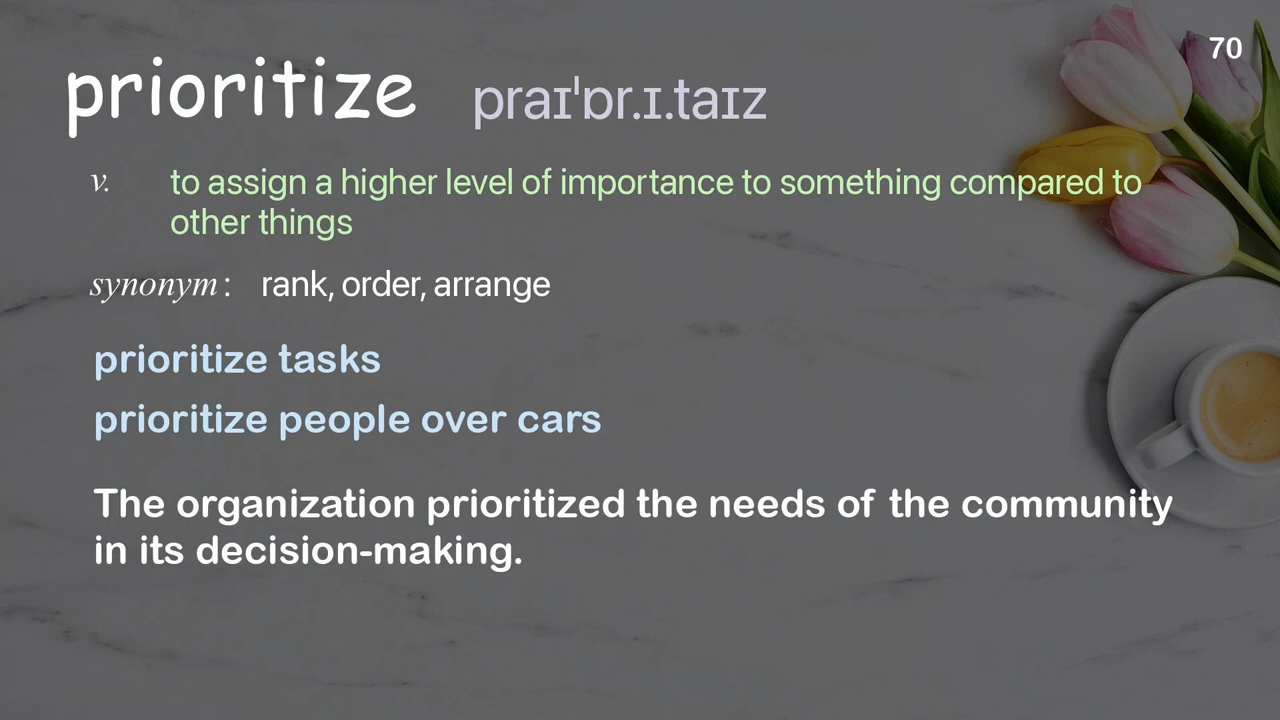 70
prioritize praɪˈɒr.ɪ.taɪz
v. to assign a higher level of importance to something compared to
other things
synonym: rank, order, arrange
prioritize tasks
prioritize people over cars
The organization prioritized the needs of the community
in its decision-making.